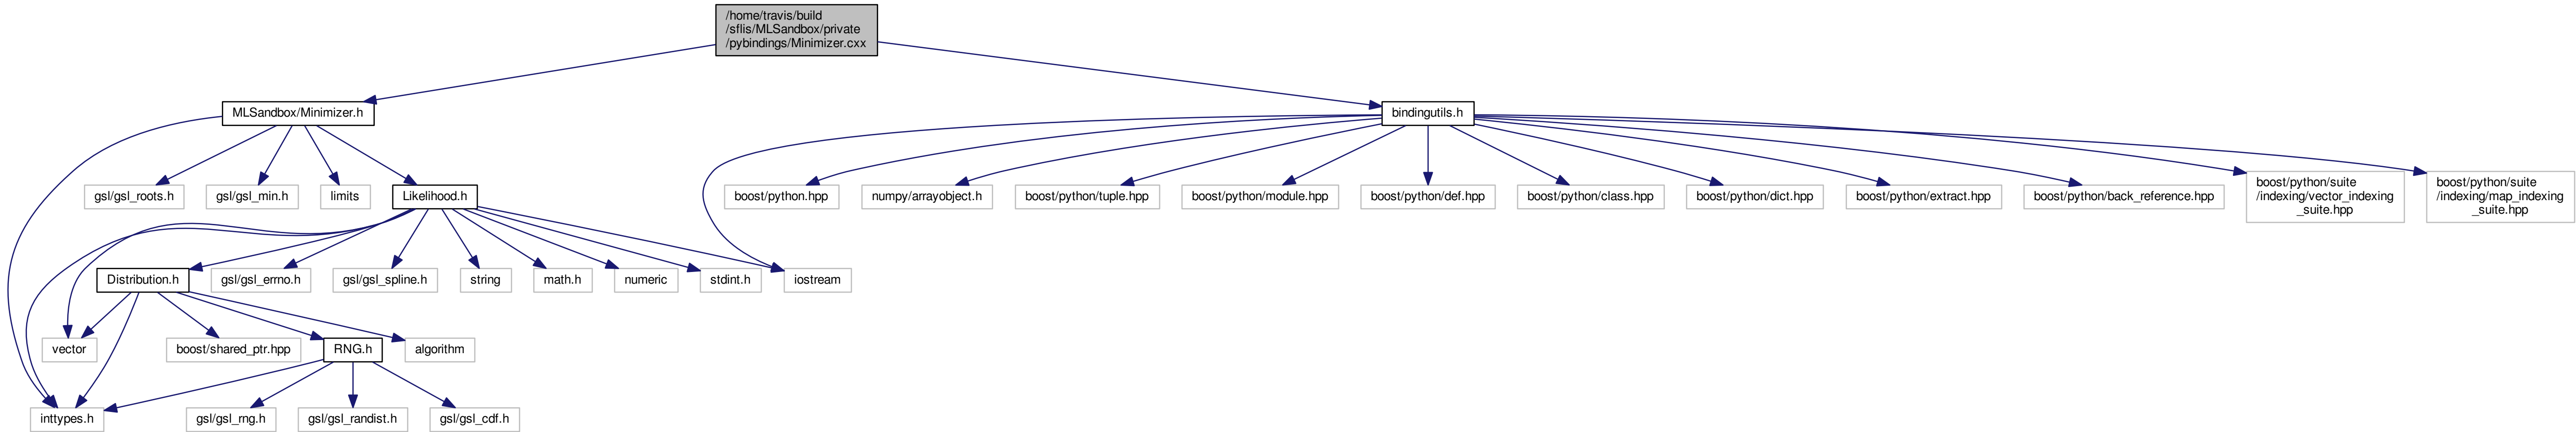 /home/travis/build
/sflis/MLSandbox/private
/pybindings/Minimizer.cxx
MLSandbox/Minimizer.h
bindingutils.h
gsl/gsl_roots.h
gsl/gsl_min.h
limits
Likelihood.h
boost/python.hpp
numpy/arrayobject.h
boost/python/tuple.hpp
boost/python/module.hpp
boost/python/def.hpp
boost/python/class.hpp
boost/python/dict.hpp
boost/python/extract.hpp
boost/python/back_reference.hpp
boost/python/suite
/indexing/vector_indexing
_suite.hpp
boost/python/suite
/indexing/map_indexing
_suite.hpp
Distribution.h
gsl/gsl_errno.h
gsl/gsl_spline.h
string
math.h
numeric
stdint.h
iostream
vector
boost/shared_ptr.hpp
RNG.h
algorithm
inttypes.h
gsl/gsl_rng.h
gsl/gsl_randist.h
gsl/gsl_cdf.h